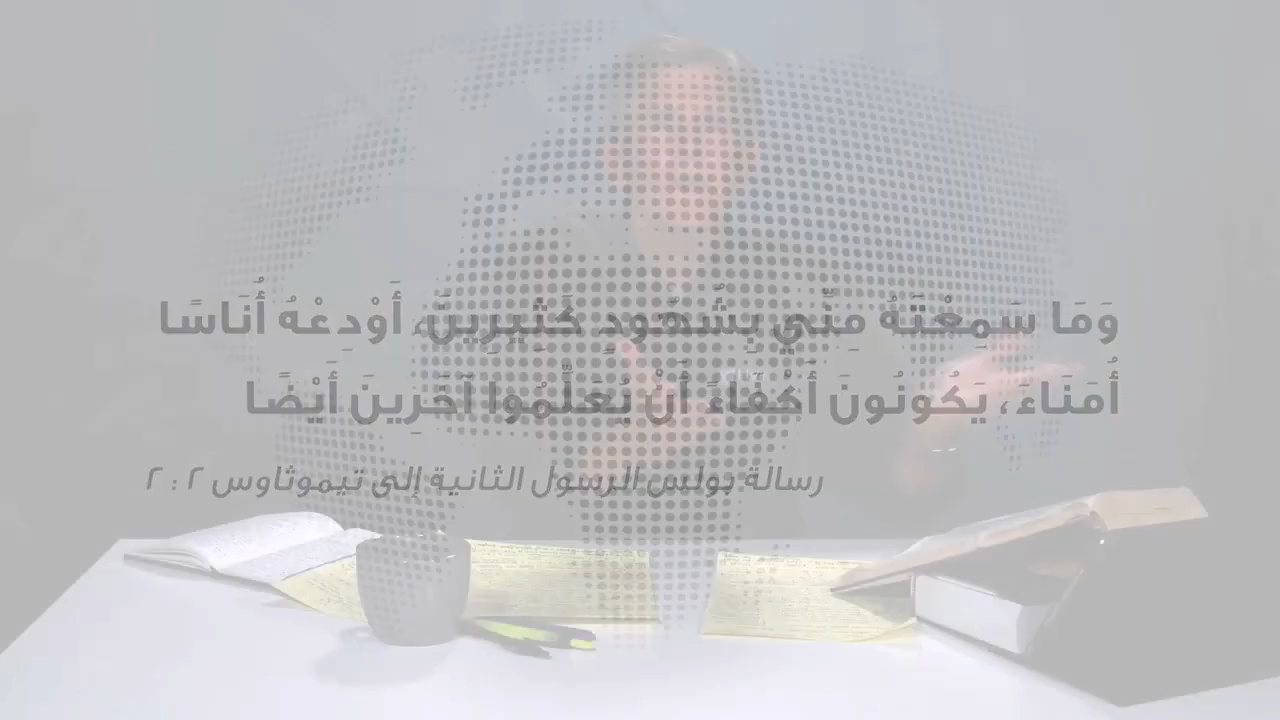 وَمَا سَمِعْتَهُ مِنِّي بِشُهُودٍ كَثِيرِينَ، أَوْدِعْهُ أُنَاسًا
أُمَنَاءَ، يَكُونُونَ أَكْفَاءً أَنْ يُعَلِّمُوا آخَرِينَ أَيْضًا
رسالة بولس الرسول الثانية إلى تيموثاوس ٢ : ٢